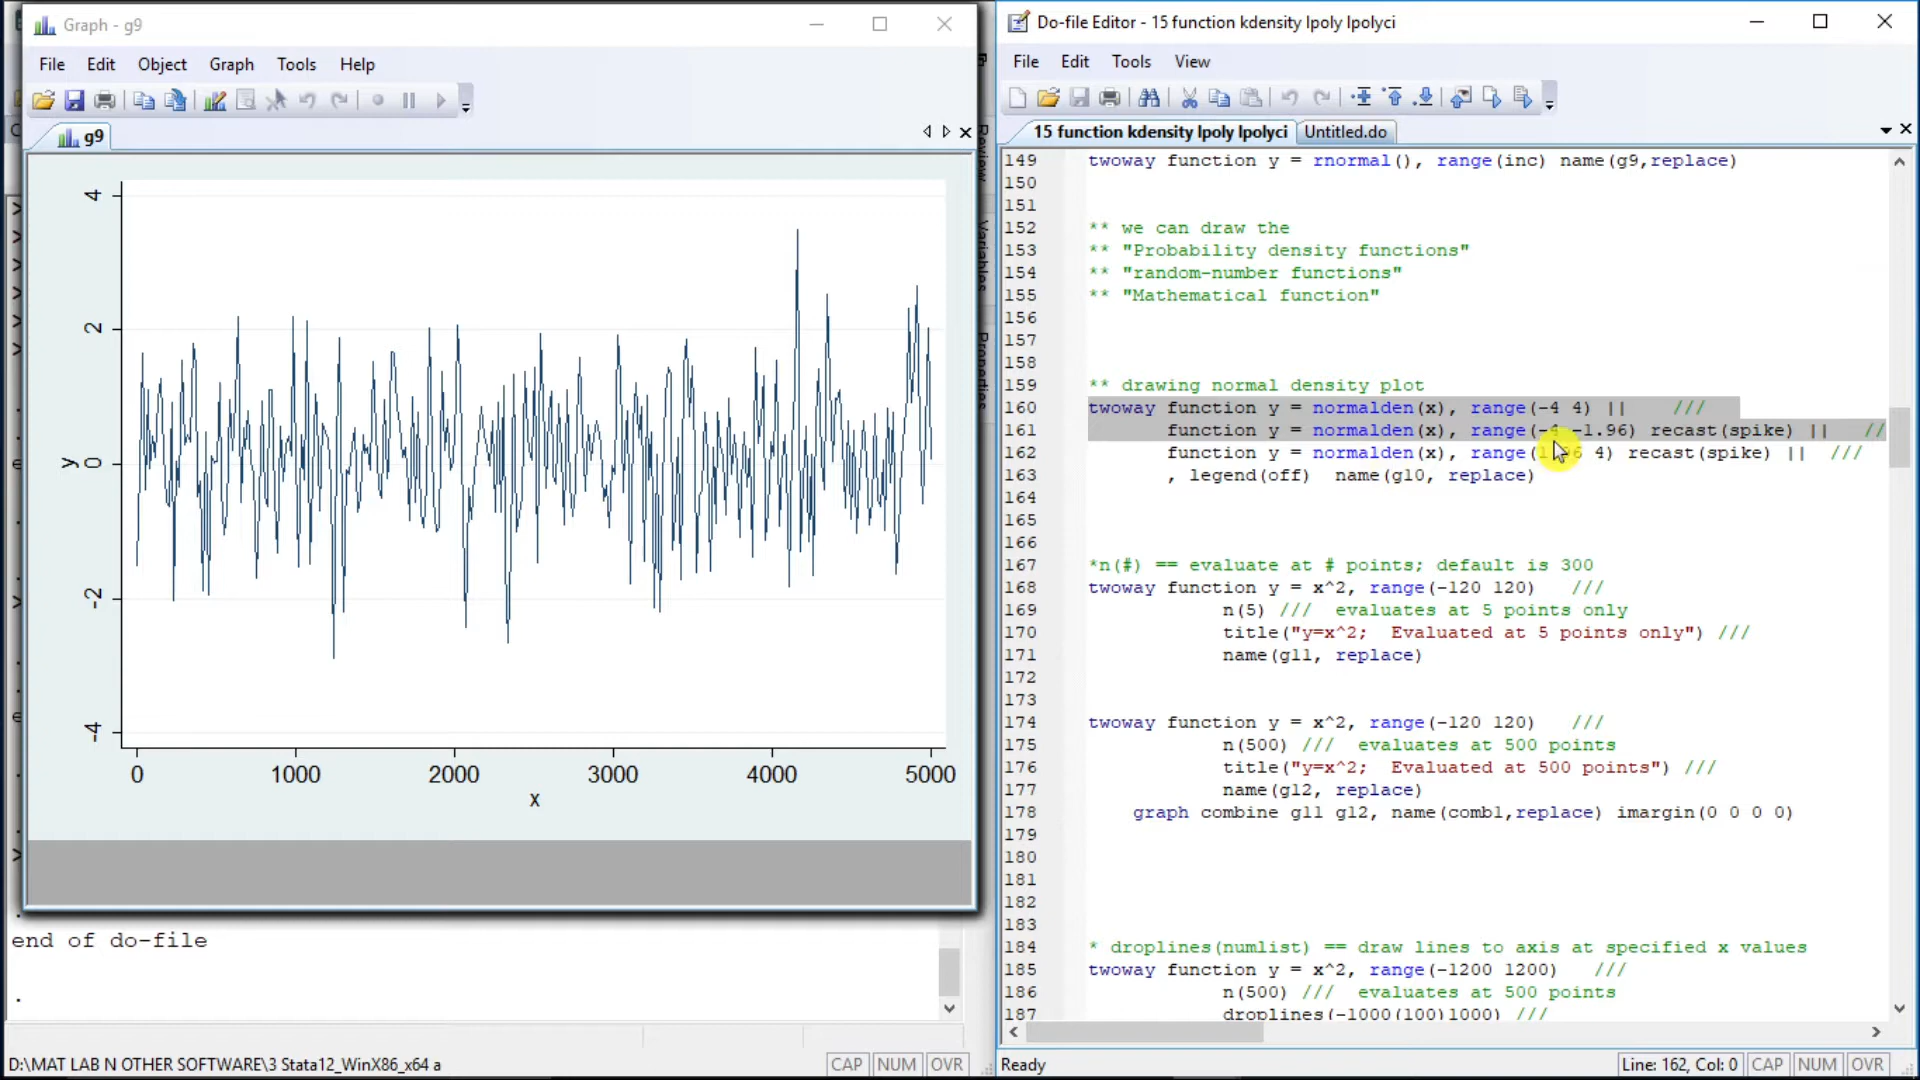 Graph - g9
File Edit Object Graph Tools Help
g9
4
2
0
-2
-4
y
0 1000 2000 3000 4000 5000
x
end of do-file
.
D:\MAT LAB N OTHER SOFTWARE\3 Stata12_WinX86_x64 a
CAP NUM OVR
Review
Variables
Properties
Do-file Editor - 15 function kdensity lpoly lpolyci
File Edit Tools View
15 function kdensity lpoly lpolyci Untitled.do
149 twoway function y = rnormal(), range(inc) name(g9,replace)
150
151
152 ** we can draw the
153 ** "Probability density functions"
154 ** "random-number functions"
155 ** "Mathematical function"
156
157
158
159 ** drawing normal density plot
160 twoway function y = normalden(x), range(-4 4) || ///
161 function y = normalden(x), range(-4 -1.96) recast(spike) || //
162 function y = normalden(x), range(1.96 4) recast(spike) || ///
163 , legend(off) name(g10, replace)
164
165
166
167 *n(#) == evaluate at # points; default is 300
168 twoway function y = x^2, range(-120 120) ///
169 n(5) /// evaluates at 5 points only
170 title("y=x^2; Evaluated at 5 points only") ///
171 name(g11, replace)
172
173
174 twoway function y = x^2, range(-120 120) ///
175 n(500) /// evaluates at 500 points
176 title("y=x^2; Evaluated at 500 points") ///
177 name(g12, replace)
178 graph combine g11 g12, name(comb1,replace) imargin(0 0 0 0)
179
180
181
182
183
184 * droplines(numlist) == draw lines to axis at specified x values
185 twoway function y = x^2, range(-1200 1200) ///
186 n(500) /// evaluates at 500 points
187 droplines(-1000(100)1000) ///
Ready
Line: 162, Col: 0 CAP NUM OVR